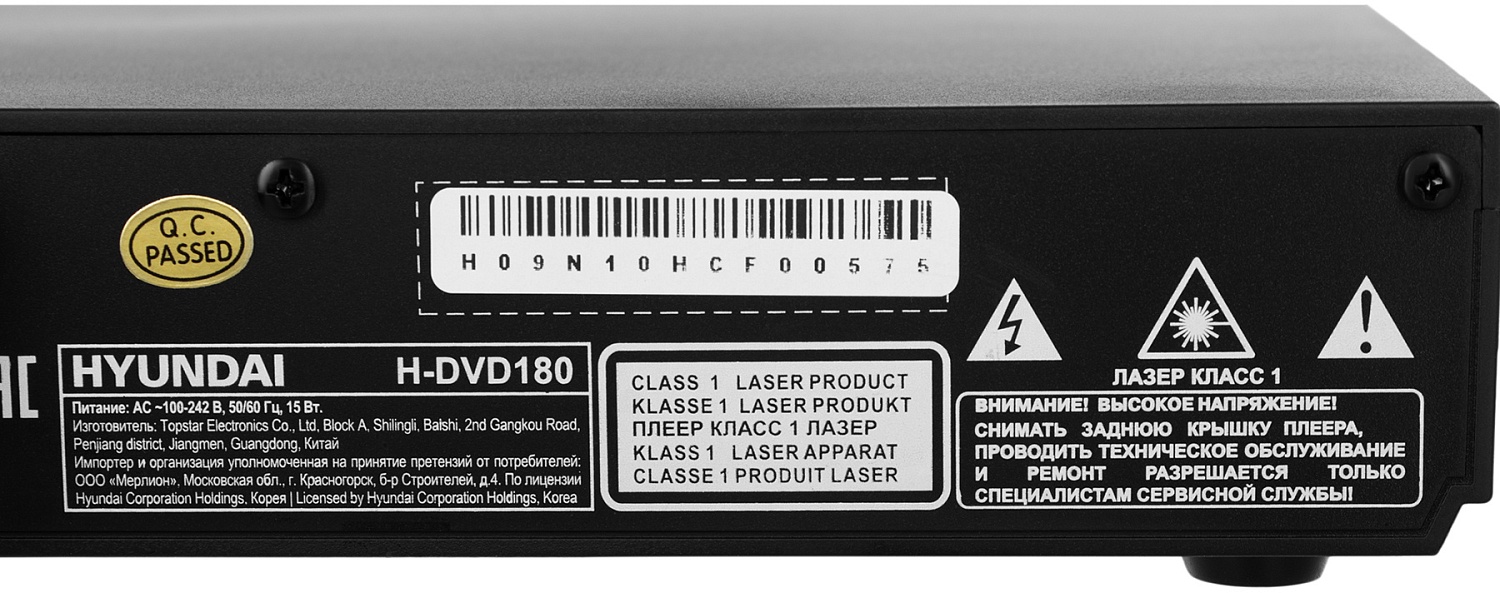 Q.C.
PASSED
H09N10HCF00575
HYUNDAI H-DVD180
Питание: AC ~100-242 В, 50/60 Гц, 15 Вт.
Изготовитель: Topstar Electronics Co., Ltd, Block A, Shilingli, Balshi, 2nd Gangkou Road,
Penjiang district, Jiangmen, Guangdong, Китай
Импортер и организация уполномоченная на принятие претензий от потребителей:
ООО «Мерлион», Московская обл., г. Красногорск, б-р Строителей, д.4. По лицензии
Hyundai Corporation Holdings, Корея | Licensed by Hyundai Corporation Holdings, Korea
CLASS 1 LASER PRODUCT
KLASSE 1 LASER PRODUKT
ПЛЕЕР КЛАСС 1 ЛАЗЕР
KLASS 1 LASER APPARAT
CLASSE 1 PRODUIT LASER
ЛАЗЕР КЛАСС 1
ВНИМАНИЕ! ВЫСОКОЕ НАПРЯЖЕНИЕ!
СНИМАТЬ ЗАДНЮЮ КРЫШКУ ПЛЕЕРА,
ПРОВОДИТЬ ТЕХНИЧЕСКОЕ ОБСЛУЖИВАНИЕ
И РЕМОНТ РАЗРЕШАЕТСЯ ТОЛЬКО
СПЕЦИАЛИСТАМ СЕРВИСНОЙ СЛУЖБЫ!